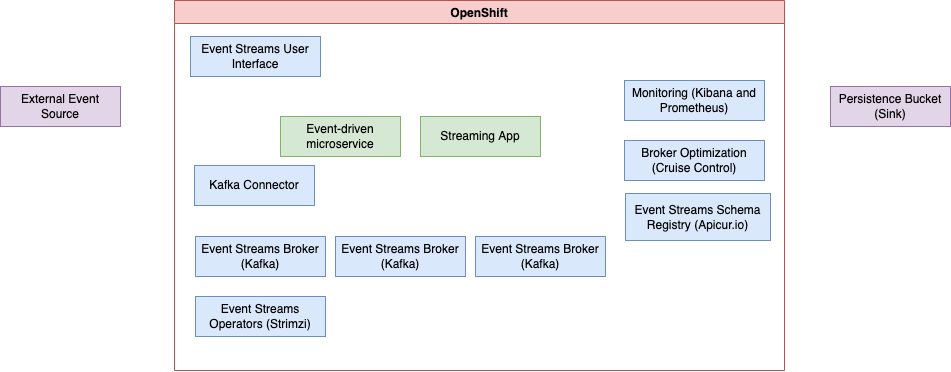 OpenShift
Event Streams User
Interface
External Event
Source
Monitoring (Kibana and
Prometheus)
Persistence Bucket
(Sink)
Event-driven
microservice
Streaming App
Broker Optimization
(Cruise Control)
Kafka Connector
Event Streams Schema
Registry (Apicur.io)
Event Streams Broker
(Kafka)
Event Streams Broker
(Kafka)
Event Streams Broker
(Kafka)
Event Streams
Operators (Strimzi)